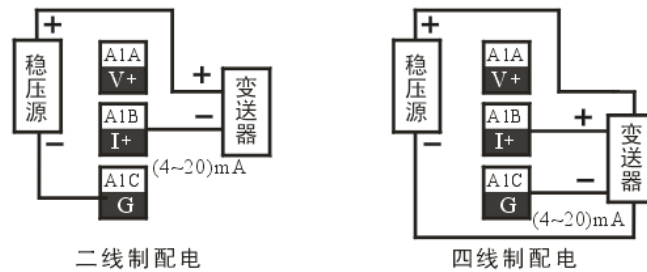 +
稳压源
−
A1A
V+
A1B
I+
A1C
G
+
−
变送器
(4~20)mA
二线制配电
+
稳压源
−
A1A
V+
A1B
I+
A1C
G
+
−
变送器
(4~20)mA
四线制配电